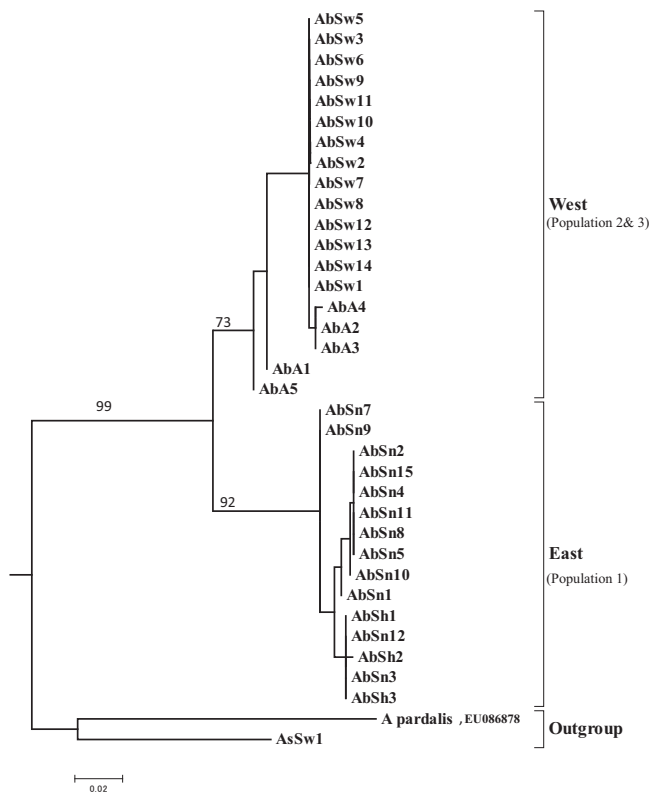 AbSw5
AbSw3
AbSw6
AbSw9
AbSw11
AbSw10
AbSw4
AbSw2
AbSw7
AbSw8
AbSw12
AbSw13
AbSw14
AbSw1
AbA4
AbA2
AbA3
AbA1
AbA5
West
(Population 2& 3)
73
99
92
AbSn7
AbSn9
AbSn2
AbSn15
AbSn4
AbSn11
AbSn8
AbSn5
AbSn10
AbSn1
AbSh1
AbSn12
AbSh2
AbSn3
AbSh3
East
(Population 1)
A pardalis , EU086878
AsSw1
Outgroup
0.02